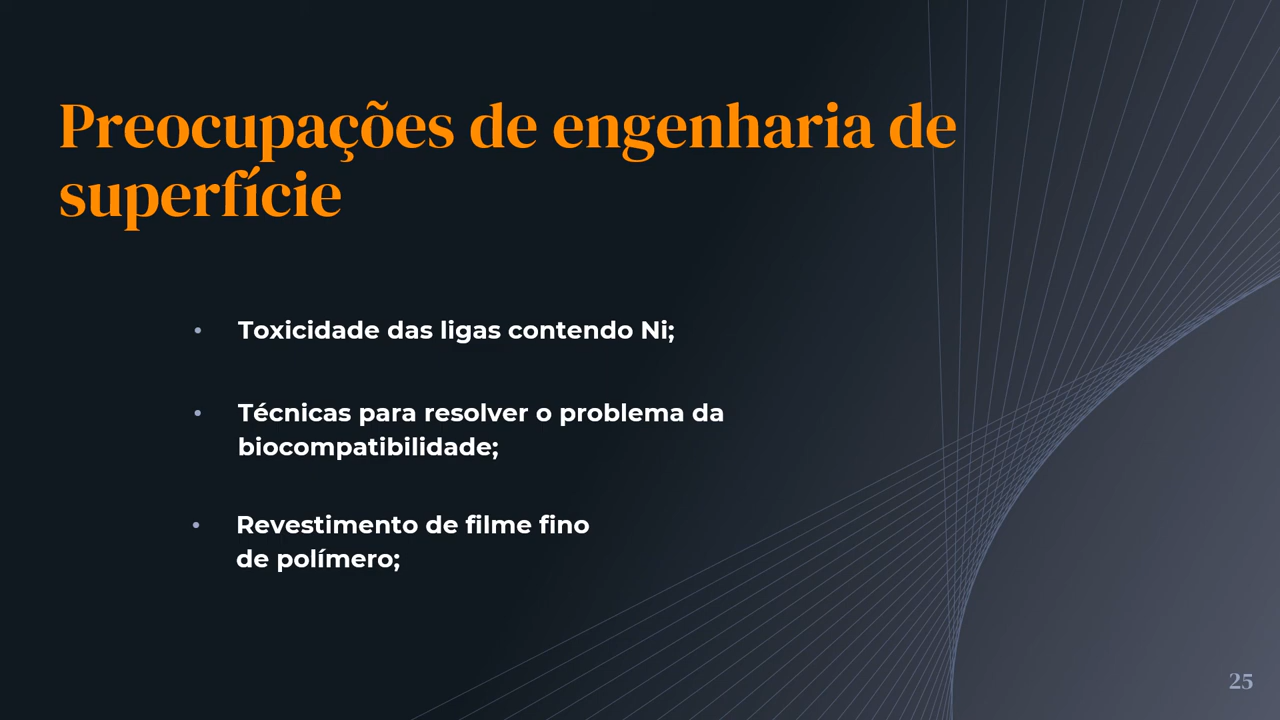 Preocupações de engenharia de
superfície
• Toxicidade das ligas contendo Ni;
• Técnicas para resolver o problema da
biocompatibilidade;
• Revestimento de filme fino
de polímero;
25